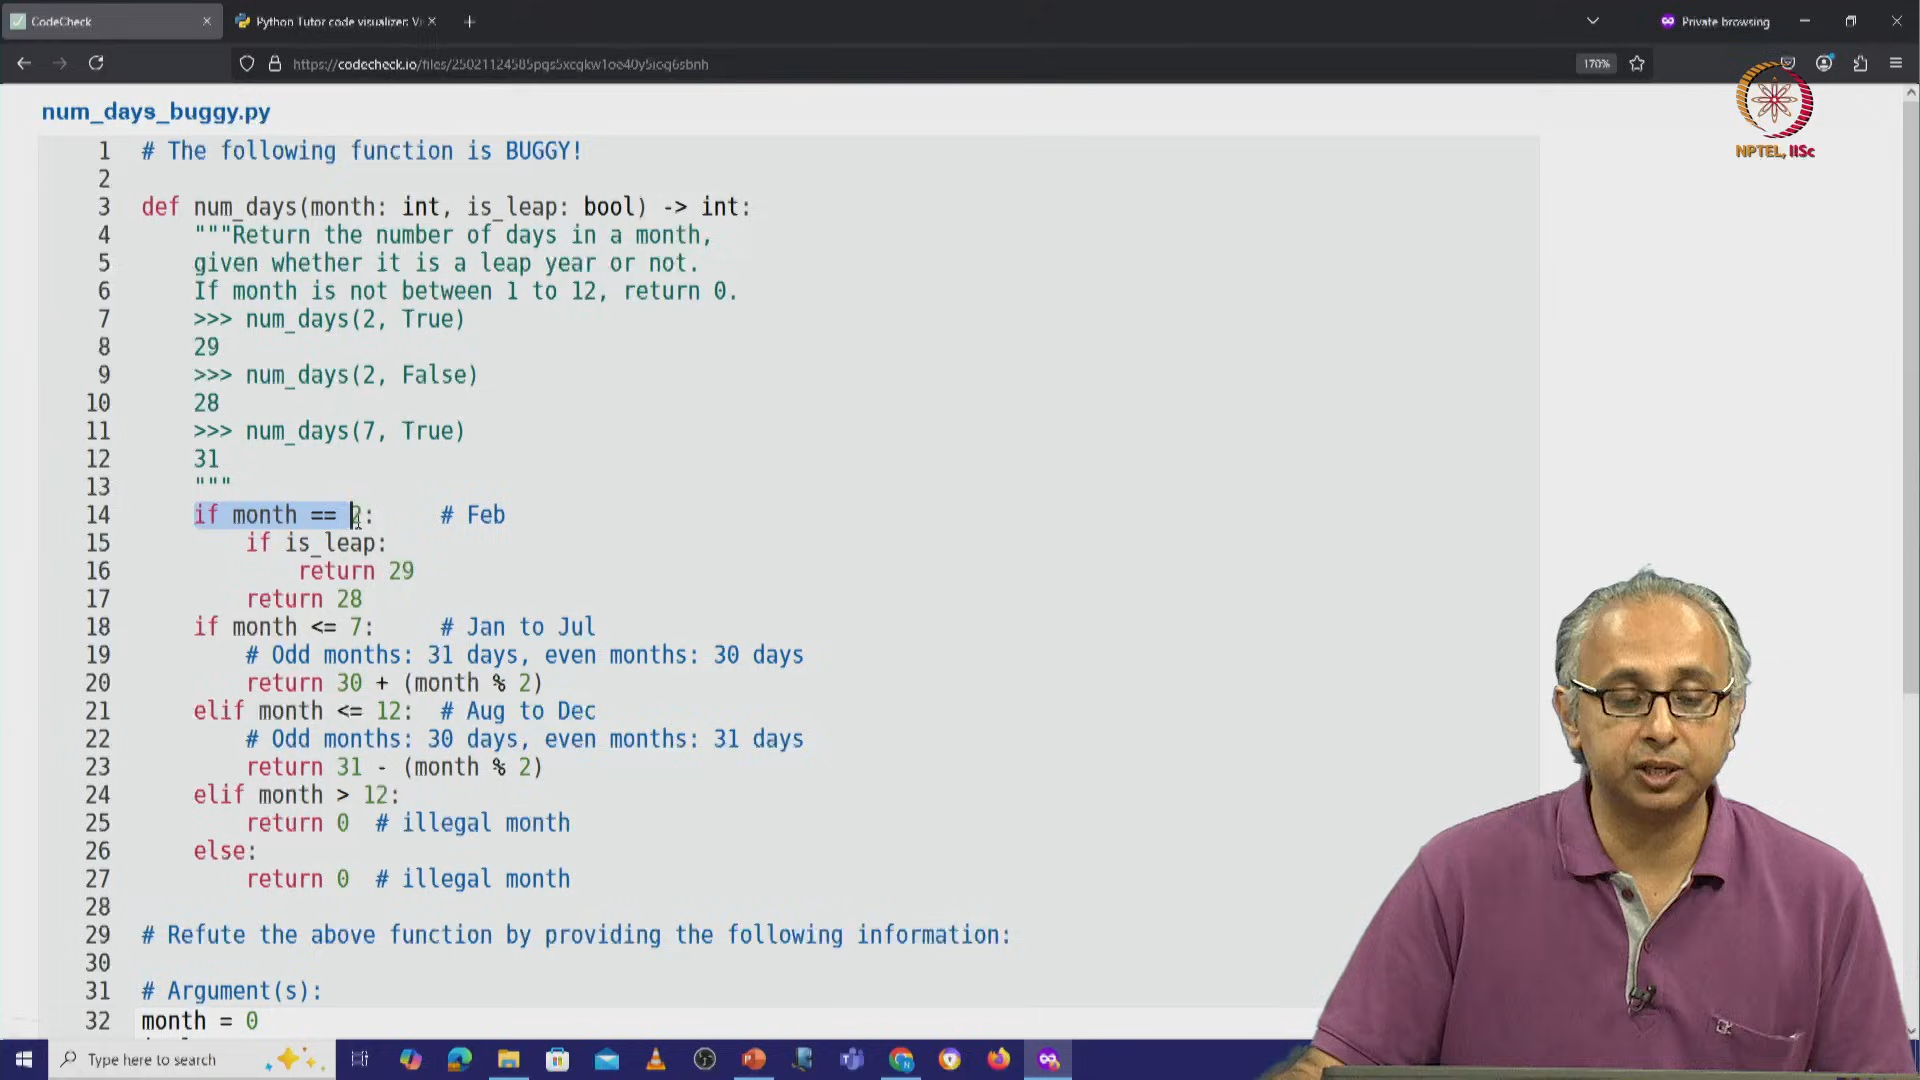 CodeCheck
Python Tutor code visualizer: Vi
Private browsing
https://codecheck.io/files/
170%
NPTEL, IISc
num_days_buggy.py
1 # The following function is BUGGY!
2
3 def num_days(month: int, is_leap: bool) -> int:
4 """Return the number of days in a month,
5 given whether it is a leap year or not.
6 If month is not between 1 to 12, return 0.
7 >>> num_days(2, True)
8 29
9 >>> num_days(2, False)
10 28
11 >>> num_days(7, True)
12 31
13 """
14 if month == 2: # Feb
15 if is_leap:
16 return 29
17 return 28
18 if month <= 7: # Jan to Jul
19 # Odd months: 31 days, even months: 30 days
20 return 30 + (month % 2)
21 elif month <= 12: # Aug to Dec
22 # Odd months: 30 days, even months: 31 days
23 return 31 - (month % 2)
24 elif month > 12:
25 return 0 # illegal month
26 else:
27 return 0 # illegal month
28
29 # Refute the above function by providing the following information:
30
31 # Argument(s):
32 month = 0
Type here to search